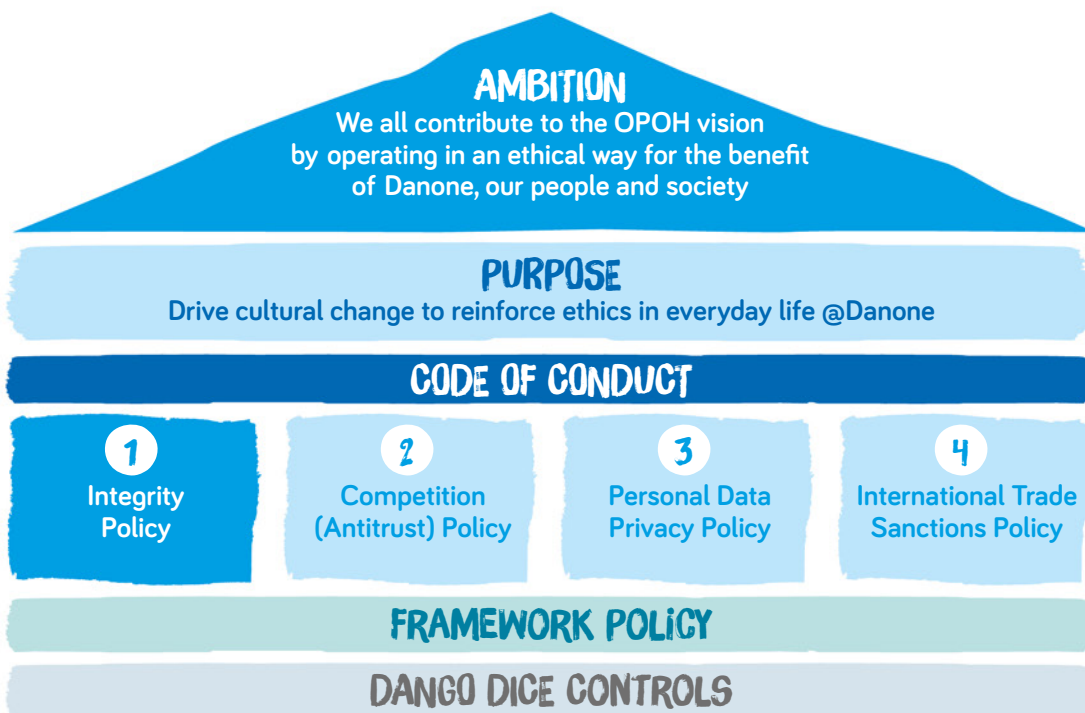 AMBITION
We all contribute to the OPOH vision
by operating in an ethical way for the benefit
of Danone, our people and society
PURPOSE
Drive cultural change to reinforce ethics in everyday life @Danone
CODE OF CONDUCT
1
Integrity
Policy
2
Competition
(Antitrust) Policy
3
Personal Data
Privacy Policy
4
International Trade
Sanctions Policy
FRAMEWORK POLICY
DANGO DICE CONTROLS